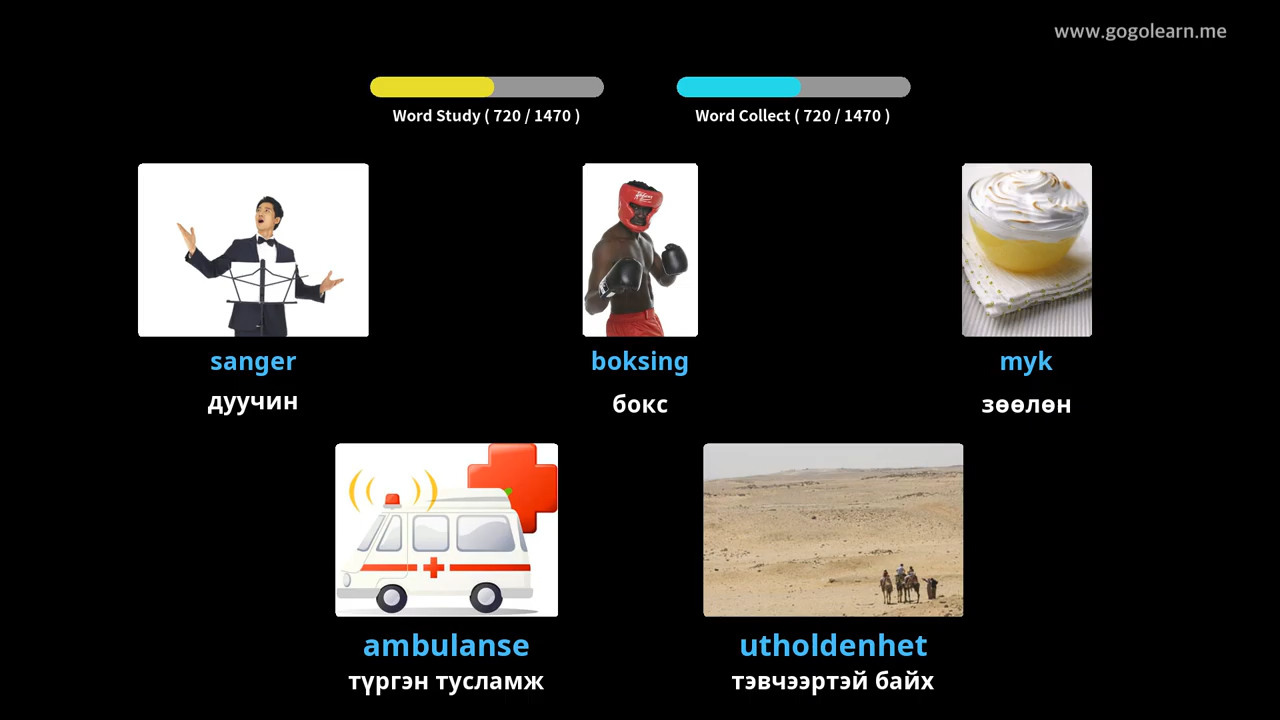 www.gogolearn.me
Word Study ( 720 / 1470 )
Word Collect ( 720 / 1470 )
sanger
boksing
myk
дуучин
бокс
зөөлөн
ambulanse
utholdenhet
түргэн тусламж
тэвчээртэй байх